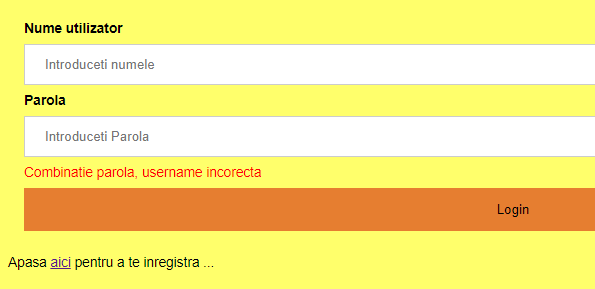 Nume utilizator
Introduceti numele
Parola
Introduceti Parola
Combinatie parola, username incorecta
Login
Apasa aici pentru a te inregistra ...